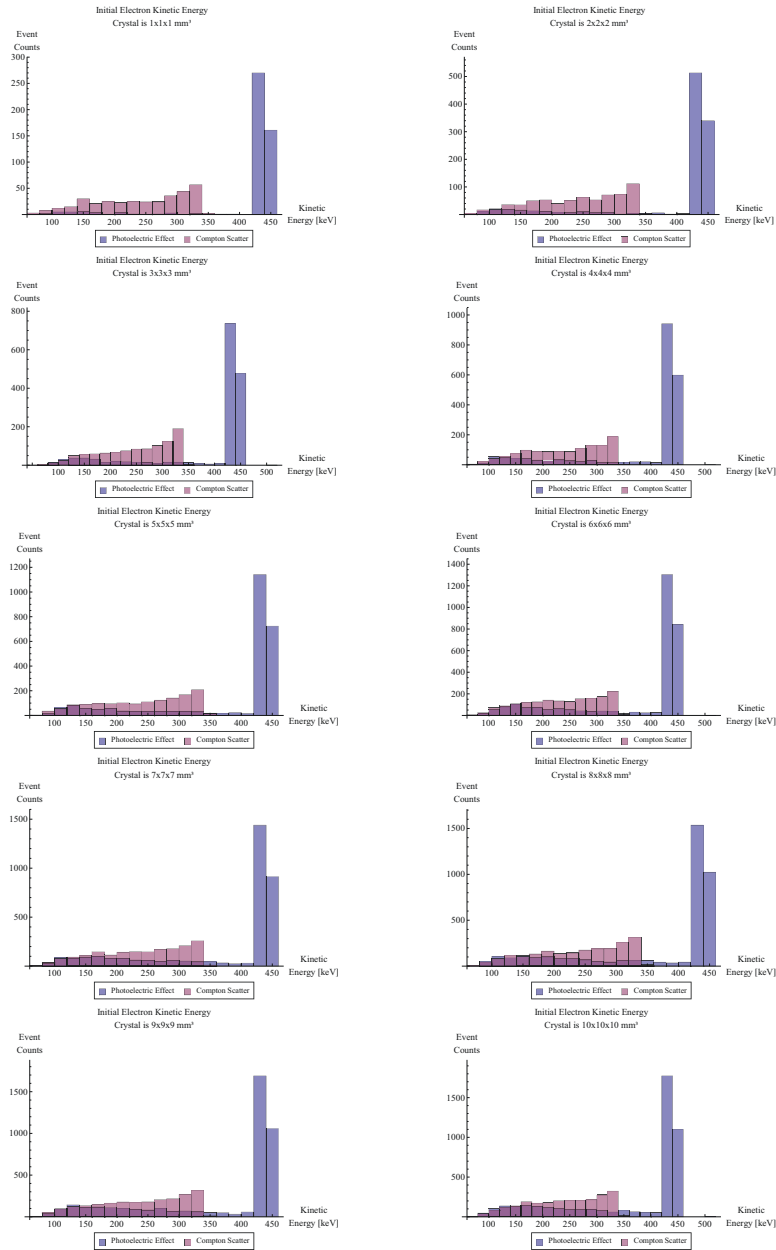 Initial Electron Kinetic Energy
Crystal is 1x1x1 mm³
Event
Counts
300
250
200
150
100
50
100 150 200 250 300 350 400 450
Kinetic
Energy [keV]
Photoelectric Effect Compton Scatter
Initial Electron Kinetic Energy
Crystal is 2x2x2 mm³
Event
Counts
500
400
300
200
100
100 150 200 250 300 350 400 450
Kinetic
Energy [keV]
Photoelectric Effect Compton Scatter
Initial Electron Kinetic Energy
Crystal is 3x3x3 mm³
Event
Counts
800
600
400
200
50 100 150 200 250 300 350 400 450 500
Kinetic
Energy [keV]
Photoelectric Effect Compton Scatter
Initial Electron Kinetic Energy
Crystal is 4x4x4 mm³
Event
Counts
1000
800
600
400
200
100 150 200 250 300 350 400 450 500
Kinetic
Energy [keV]
Photoelectric Effect Compton Scatter
Initial Electron Kinetic Energy
Crystal is 5x5x5 mm³
Event
Counts
1200
1000
800
600
400
200
100 150 200 250 300 350 400 450
Kinetic
Energy [keV]
Photoelectric Effect Compton Scatter
Initial Electron Kinetic Energy
Crystal is 6x6x6 mm³
Event
Counts
1400
1200
1000
800
600
400
200
100 150 200 250 300 350 400 450 500
Kinetic
Energy [keV]
Photoelectric Effect Compton Scatter
Initial Electron Kinetic Energy
Crystal is 7x7x7 mm³
Event
Counts
1500
1000
500
100 150 200 250 300 350 400 450
Kinetic
Energy [keV]
Photoelectric Effect Compton Scatter
Initial Electron Kinetic Energy
Crystal is 8x8x8 mm³
Event
Counts
1500
1000
500
100 150 200 250 300 350 400 450
Kinetic
Energy [keV]
Photoelectric Effect Compton Scatter
Initial Electron Kinetic Energy
Crystal is 9x9x9 mm³
Event
Counts
1500
1000
500
100 150 200 250 300 350 400 450
Kinetic
Energy [keV]
Photoelectric Effect Compton Scatter
Initial Electron Kinetic Energy
Crystal is 10x10x10 mm³
Event
Counts
1500
1000
500
100 150 200 250 300 350 400 450 500
Kinetic
Energy [keV]
Photoelectric Effect Compton Scatter